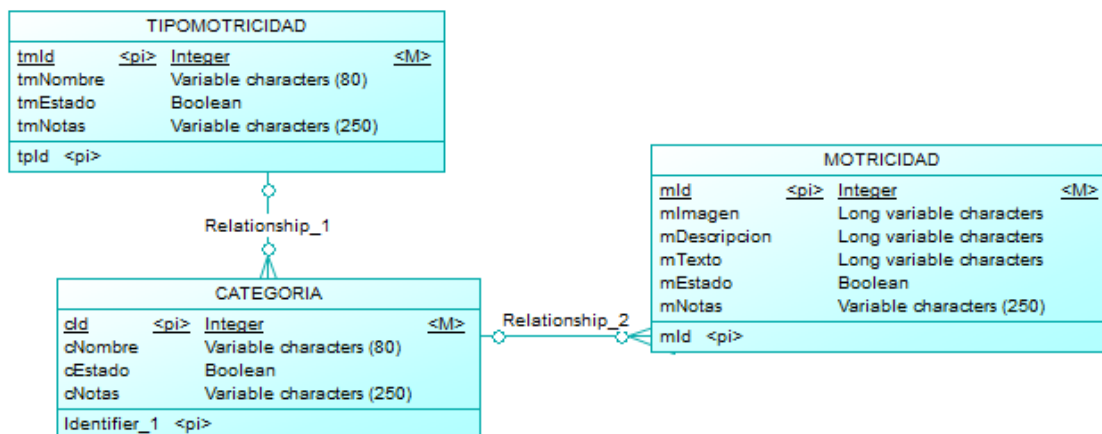 TIPOMOTRICIDAD
tmId <pi> Integer <M>
tmNombre Variable characters (80)
tmEstado Boolean
tmNotas Variable characters (250)
tpId <pi>
Relationship_1
CATEGORIA
cId <pi> Integer <M>
cNombre Variable characters (80)
cEstado Boolean
cNotas Variable characters (250)
Identifier_1 <pi>
Relationship_2
MOTRICIDAD
mId <pi> Integer <M>
mImagen Long variable characters
mDescripcion Long variable characters
mTexto Long variable characters
mEstado Boolean
mNotas Variable characters (250)
mId <pi>